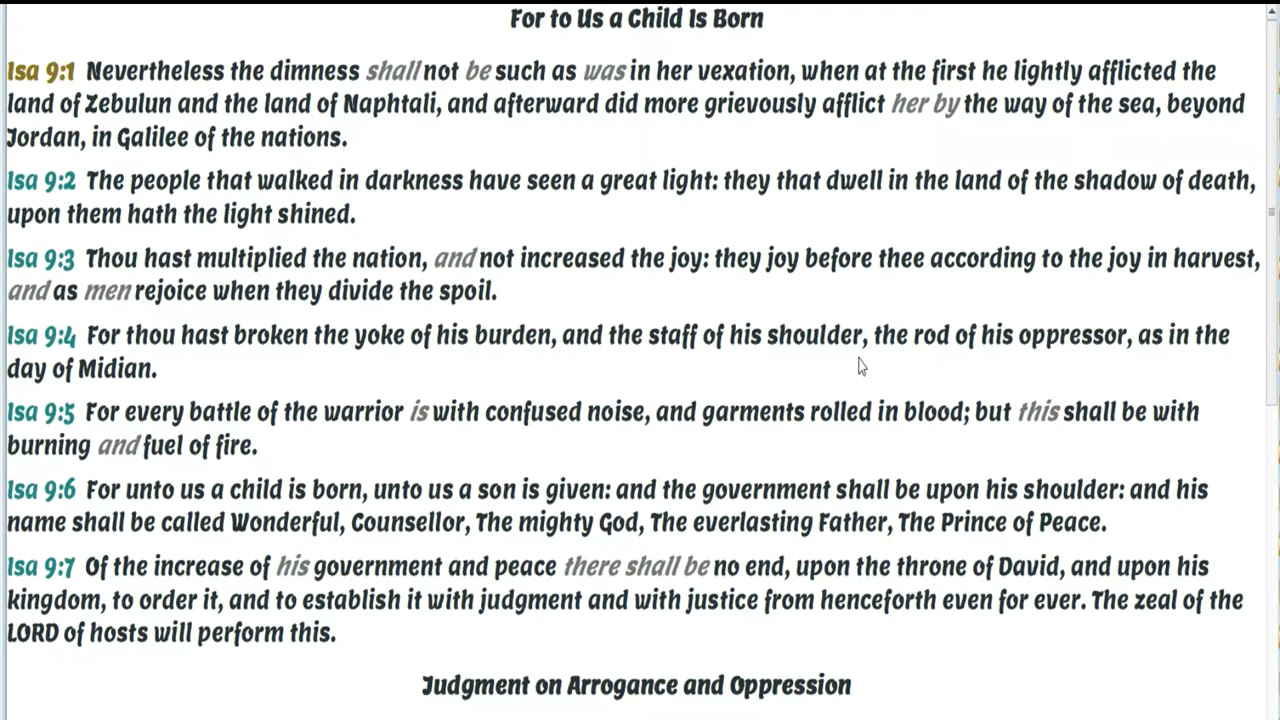 For to Us a Child Is Born
Isa 9:1 Nevertheless the dimness shall not be such as was in her vexation, when at the first he lightly afflicted the
land of Zebulun and the land of Naphtali, and afterward did more grievously afflict her by the way of the sea, beyond
Jordan, in Galilee of the nations.
Isa 9:2 The people that walked in darkness have seen a great light: they that dwell in the land of the shadow of death,
upon them hath the light shined.
Isa 9:3 Thou hast multiplied the nation, and not increased the joy: they joy before thee according to the joy in harvest,
and as men rejoice when they divide the spoil.
Isa 9:4 For thou hast broken the yoke of his burden, and the staff of his shoulder, the rod of his oppressor, as in the
day of Midian.
Isa 9:5 For every battle of the warrior is with confused noise, and garments rolled in blood; but this shall be with
burning and fuel of fire.
Isa 9:6 For unto us a child is born, unto us a son is given: and the government shall be upon his shoulder: and his
name shall be called Wonderful, Counsellor, The mighty God, The everlasting Father, The Prince of Peace.
Isa 9:7 Of the increase of his government and peace there shall be no end, upon the throne of David, and upon his
kingdom, to order it, and to establish it with judgment and with justice from henceforth even for ever. The zeal of the
LORD of hosts will perform this.
Judgment on Arrogance and Oppression